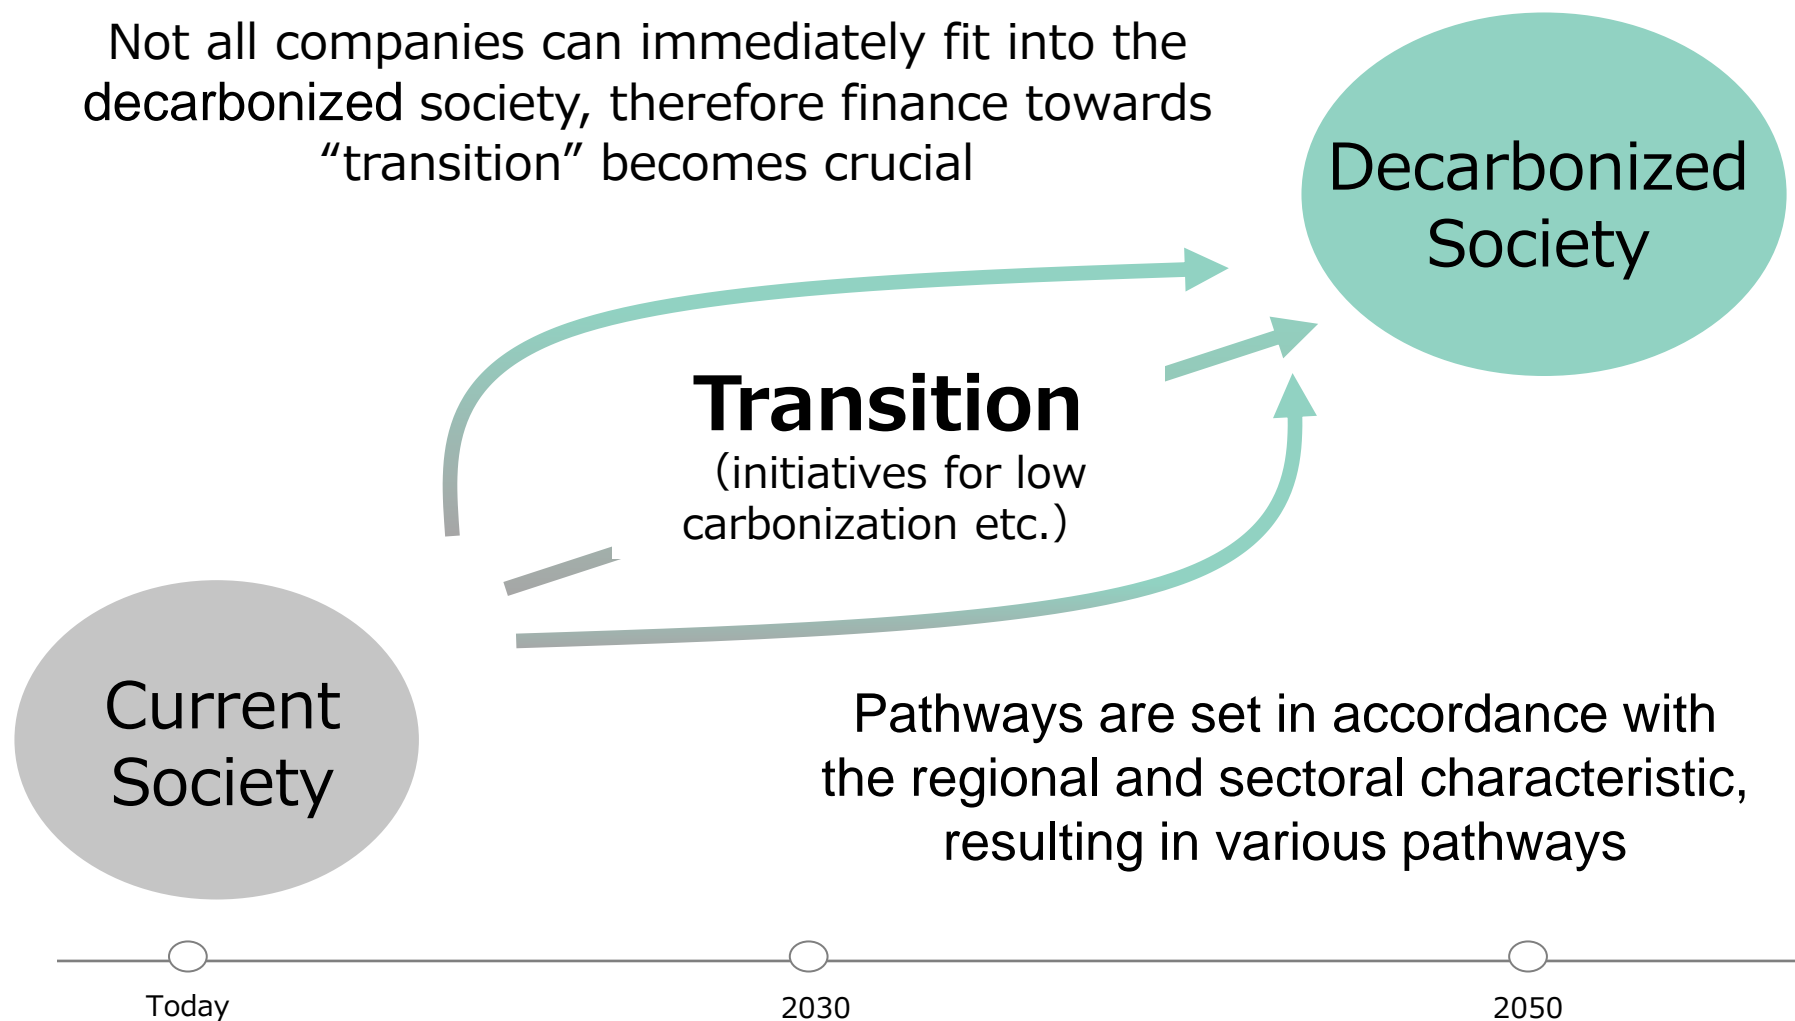 Not all companies can immediately fit into the
decarbonized society, therefore finance towards
“transition” becomes crucial
Decarbonized
Society
Transition
（initiatives for low
carbonization etc.）
Current
Society
Pathways are set in accordance with
the regional and sectoral characteristic,
resulting in various pathways
Today
2030
2050